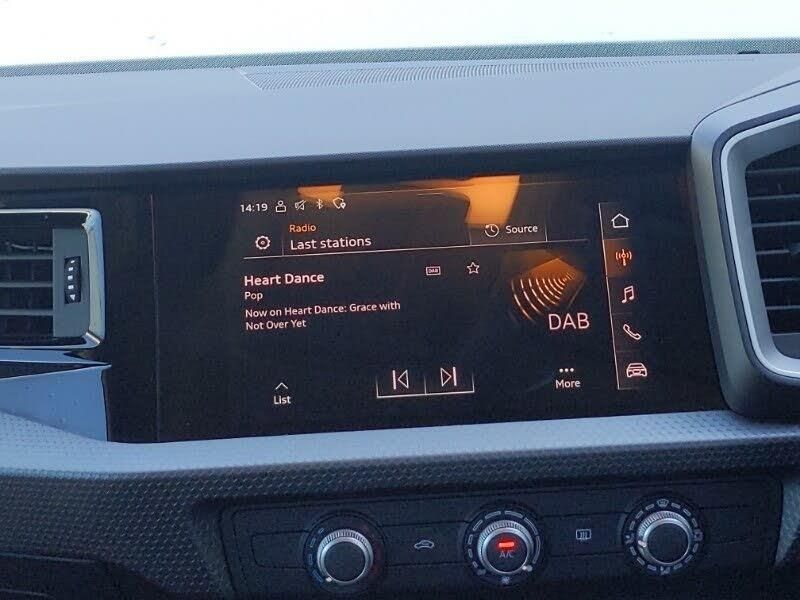 14:19
Radio
Last stations
Source
Heart Dance
DAB
Pop
Now on Heart Dance: Grace with
Not Over Yet
DAB
List
More
A/C